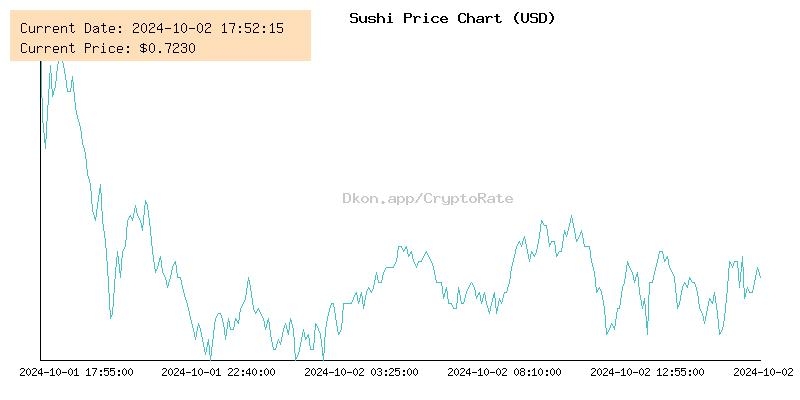 Sushi Price Chart (USD)
Current Date: 2024-10-02 17:52:15
Current Price: $0.7230
Dkon.app/CryptoRate
2024-10-01 17:55:00 2024-10-01 22:40:00 2024-10-02 03:25:00 2024-10-02 08:10:00 2024-10-02 12:55:00 2024-10-02